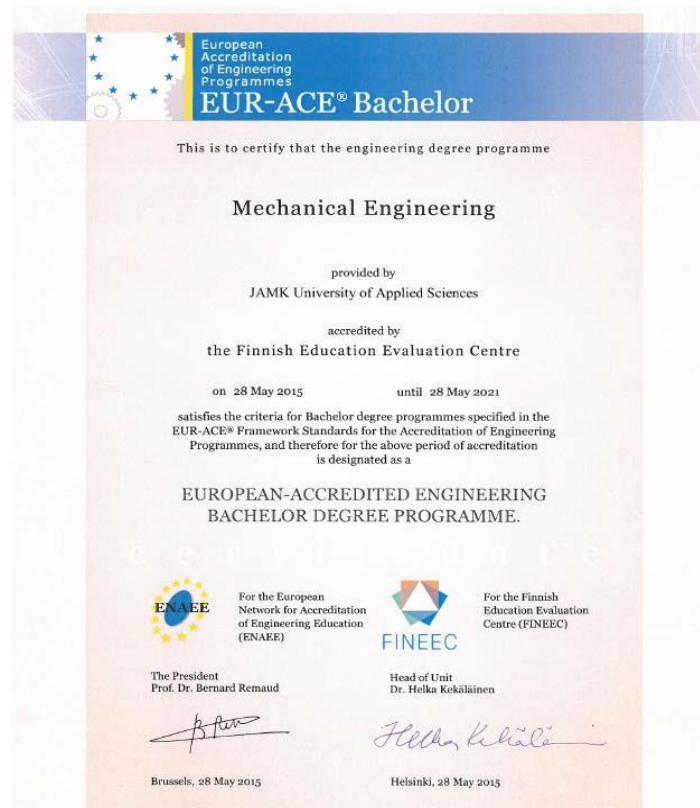 European
Accreditation
of Engineering
Programmes
EUR-ACE® Bachelor
This is to certify that the engineering degree programme
Mechanical Engineering
provided by
JAMK University of Applied Sciences
accredited by
the Finnish Education Evaluation Centre
on 28 May 2015 until 28 May 2021
satisfies the criteria for Bachelor degree programmes specified in the
EUR-ACE® Framework Standards for the Accreditation of Engineering
Programmes, and therefore for the above period of accreditation
is designated as a
EUROPEAN-ACCREDITED ENGINEERING
BACHELOR DEGREE PROGRAMME.
certificate
ENAEE
For the European
Network for Accreditation
of Engineering Education
(ENAEE)
FINEEC
For the Finnish
Education Evaluation
Centre (FINEEC)
The President
Prof. Dr. Bernard Remaud
Head of Unit
Dr. Helka Kekäläinen
Brussels, 28 May 2015
Helsinki, 28 May 2015